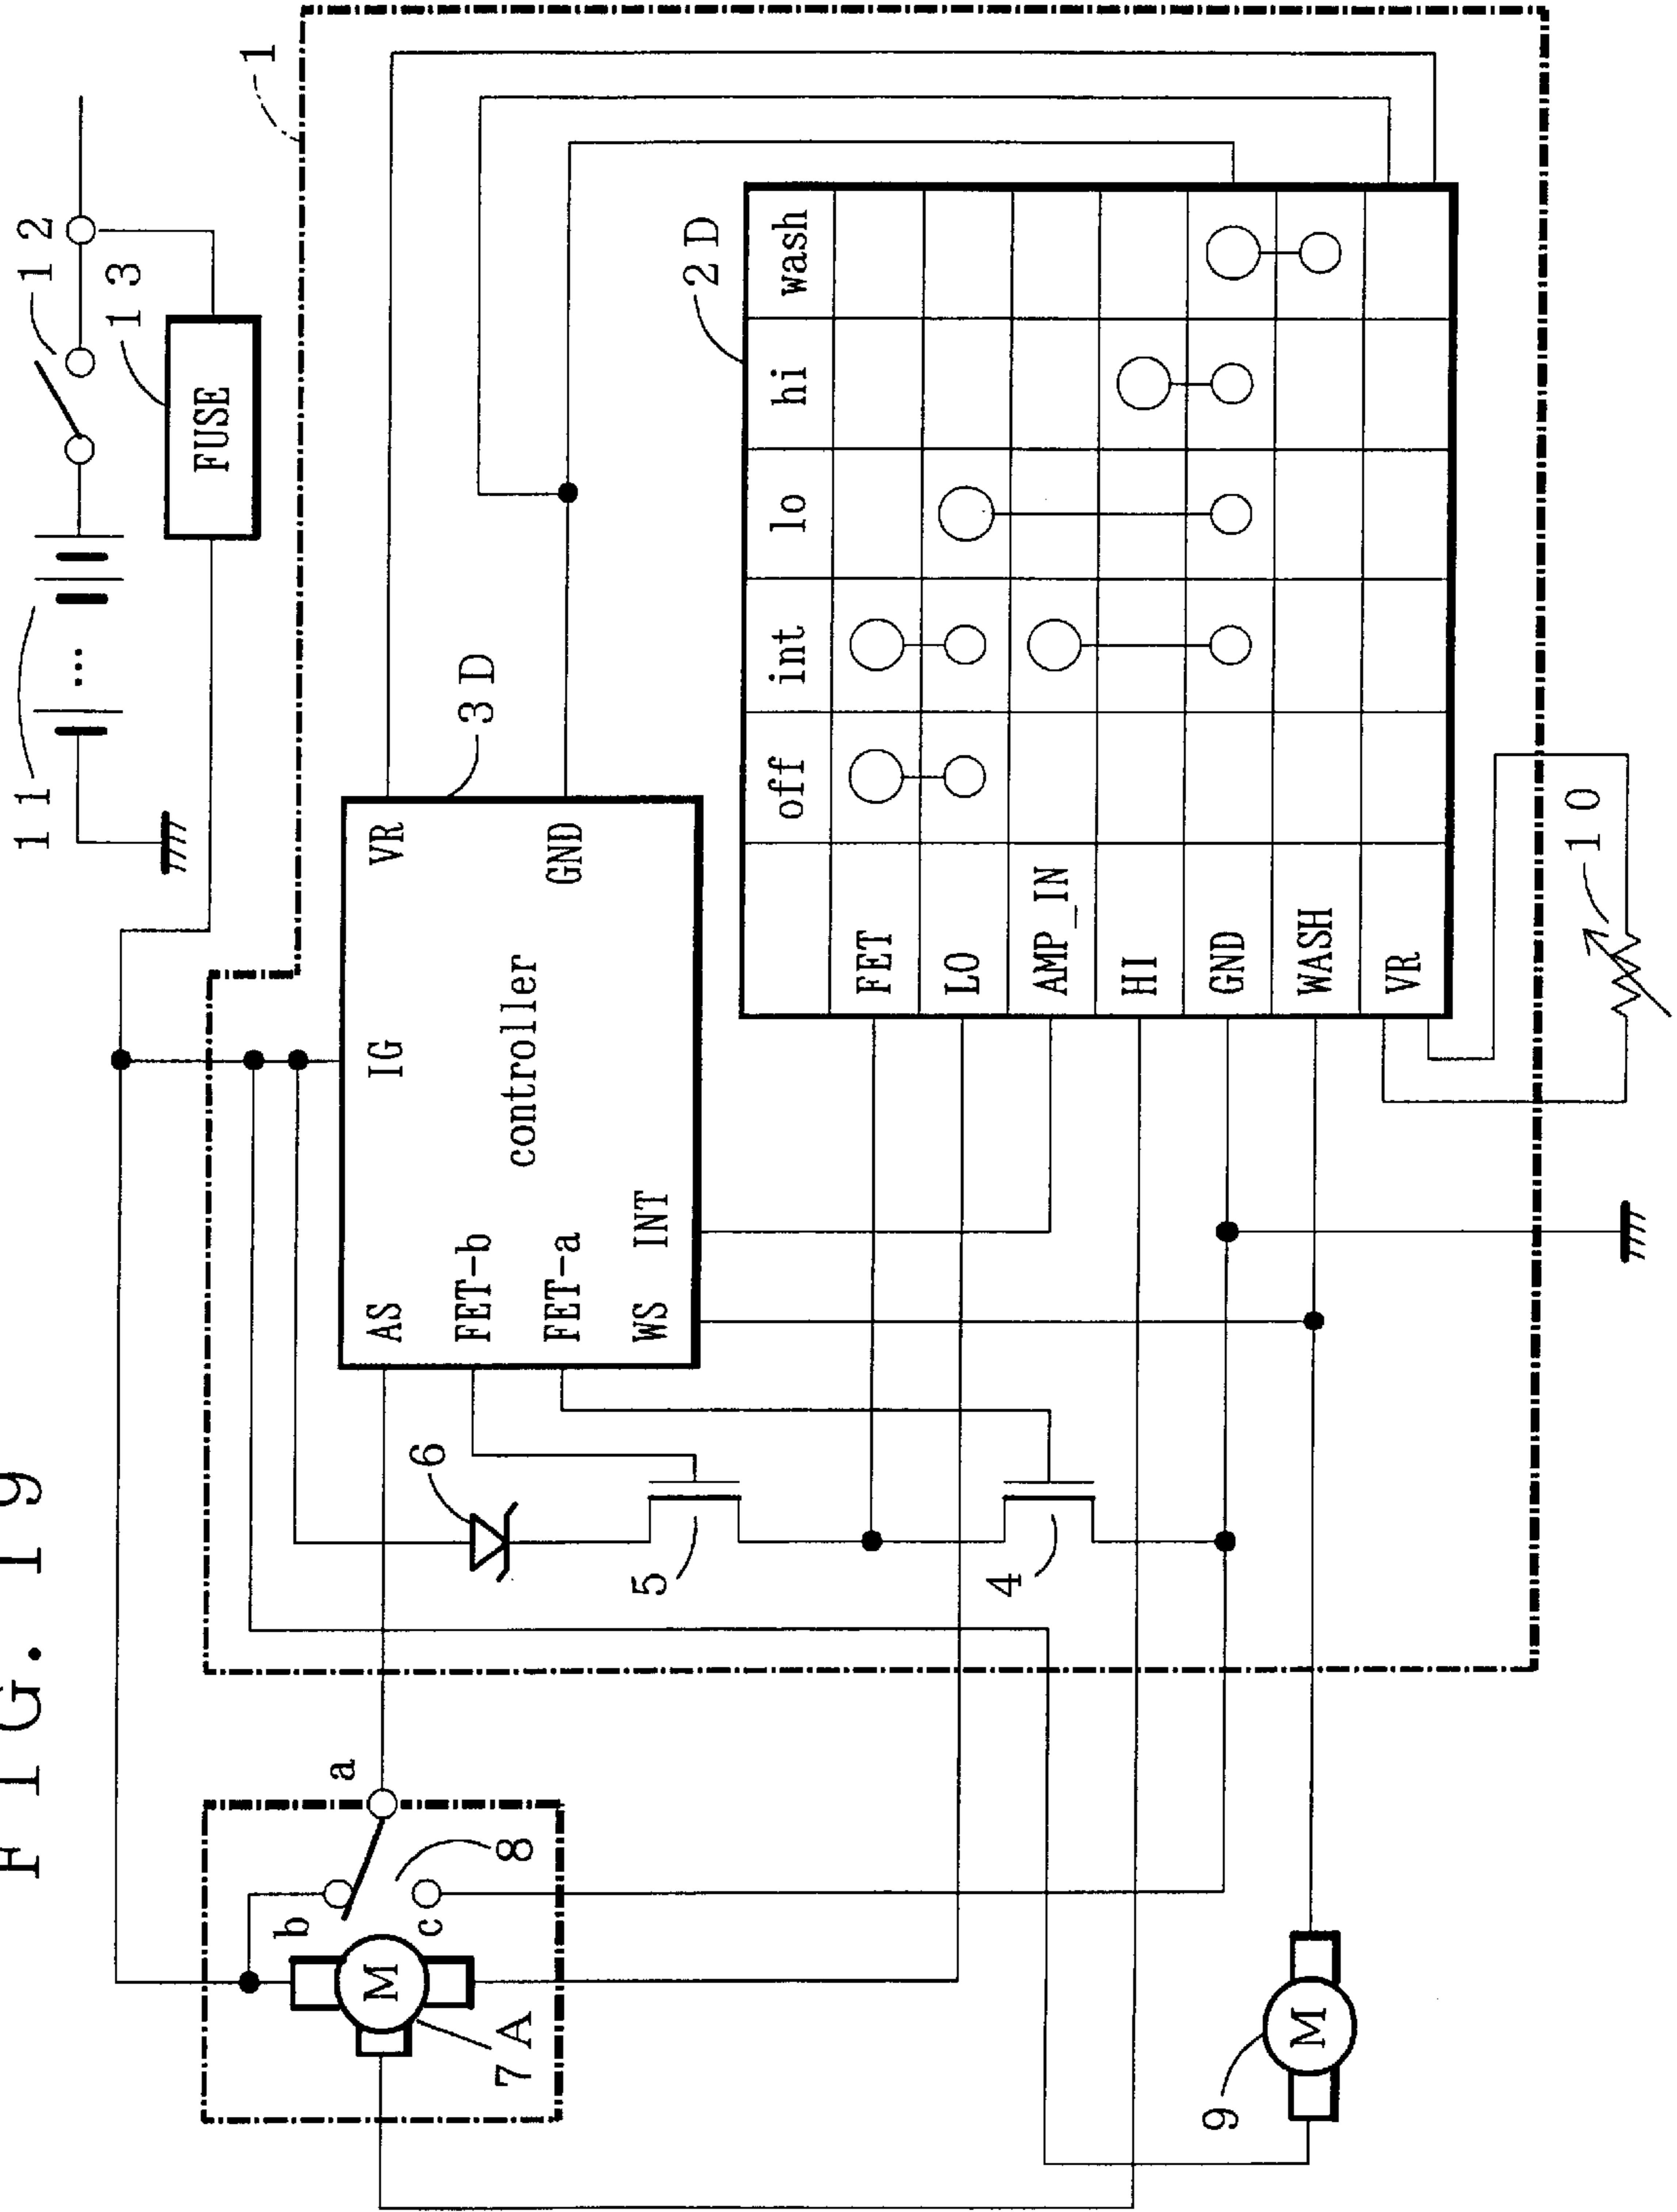 FIG. 19
11
12
13
FUSE
1
3D
IG
VR
GND
controller
AS
FET-b
FET-a
WS
INT
6
5
4
a
b
c
8
M
7A
9
M
2D
off
int
lo
hi
wash
FET
LO
AMP_IN
HI
GND
WASH
VR
10